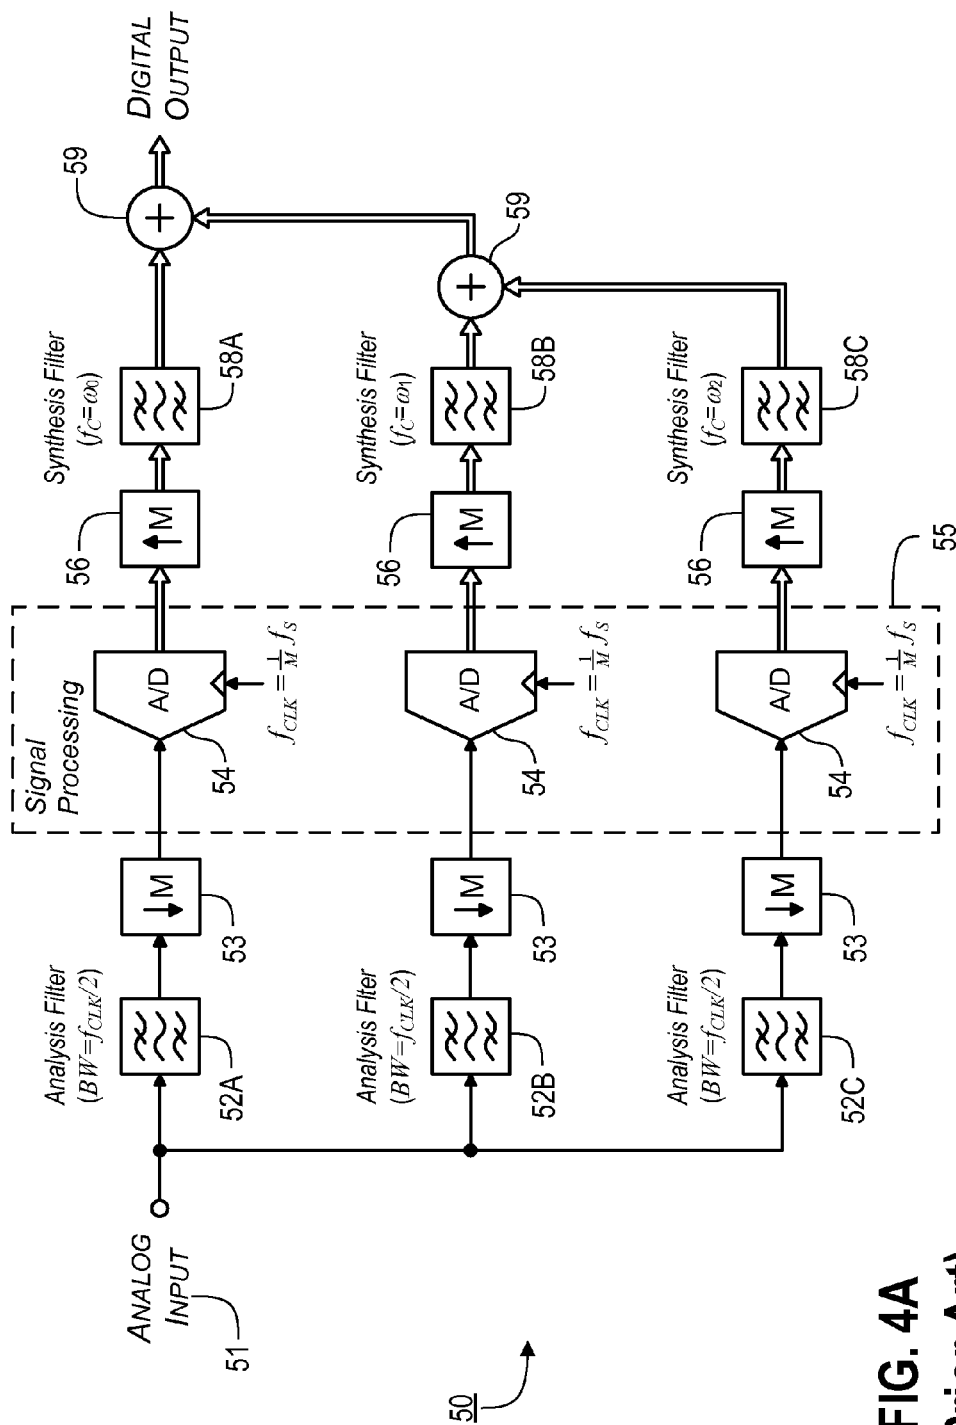 Signal
Processing
Analysis Filter
(BW=f_CLK/2)
Synthesis Filter
(f_C=ω₀)
59
56
ANALOG
INPUT
↓M
A/D
↑M
+
DIGITAL
OUTPUT
51
52A
53
54
f_CLK = 1/M f_S
58A
Analysis Flter
(BW=f_CLK/2)
Synthesis Filter
(f_C=ω₁)
56
↓M
A/D
↑M
+
59
50
52B
53
54
f_CLK = 1/M f_S
58B
Analysis Filter
(BW=f_CLK/2)
Synthesis Filter
(f_C=ω₂)
56
↓M
A/D
↑M
52C
53
54
f_CLK = 1/M f_S
58C
55
FIG. 4A
Prior Art)